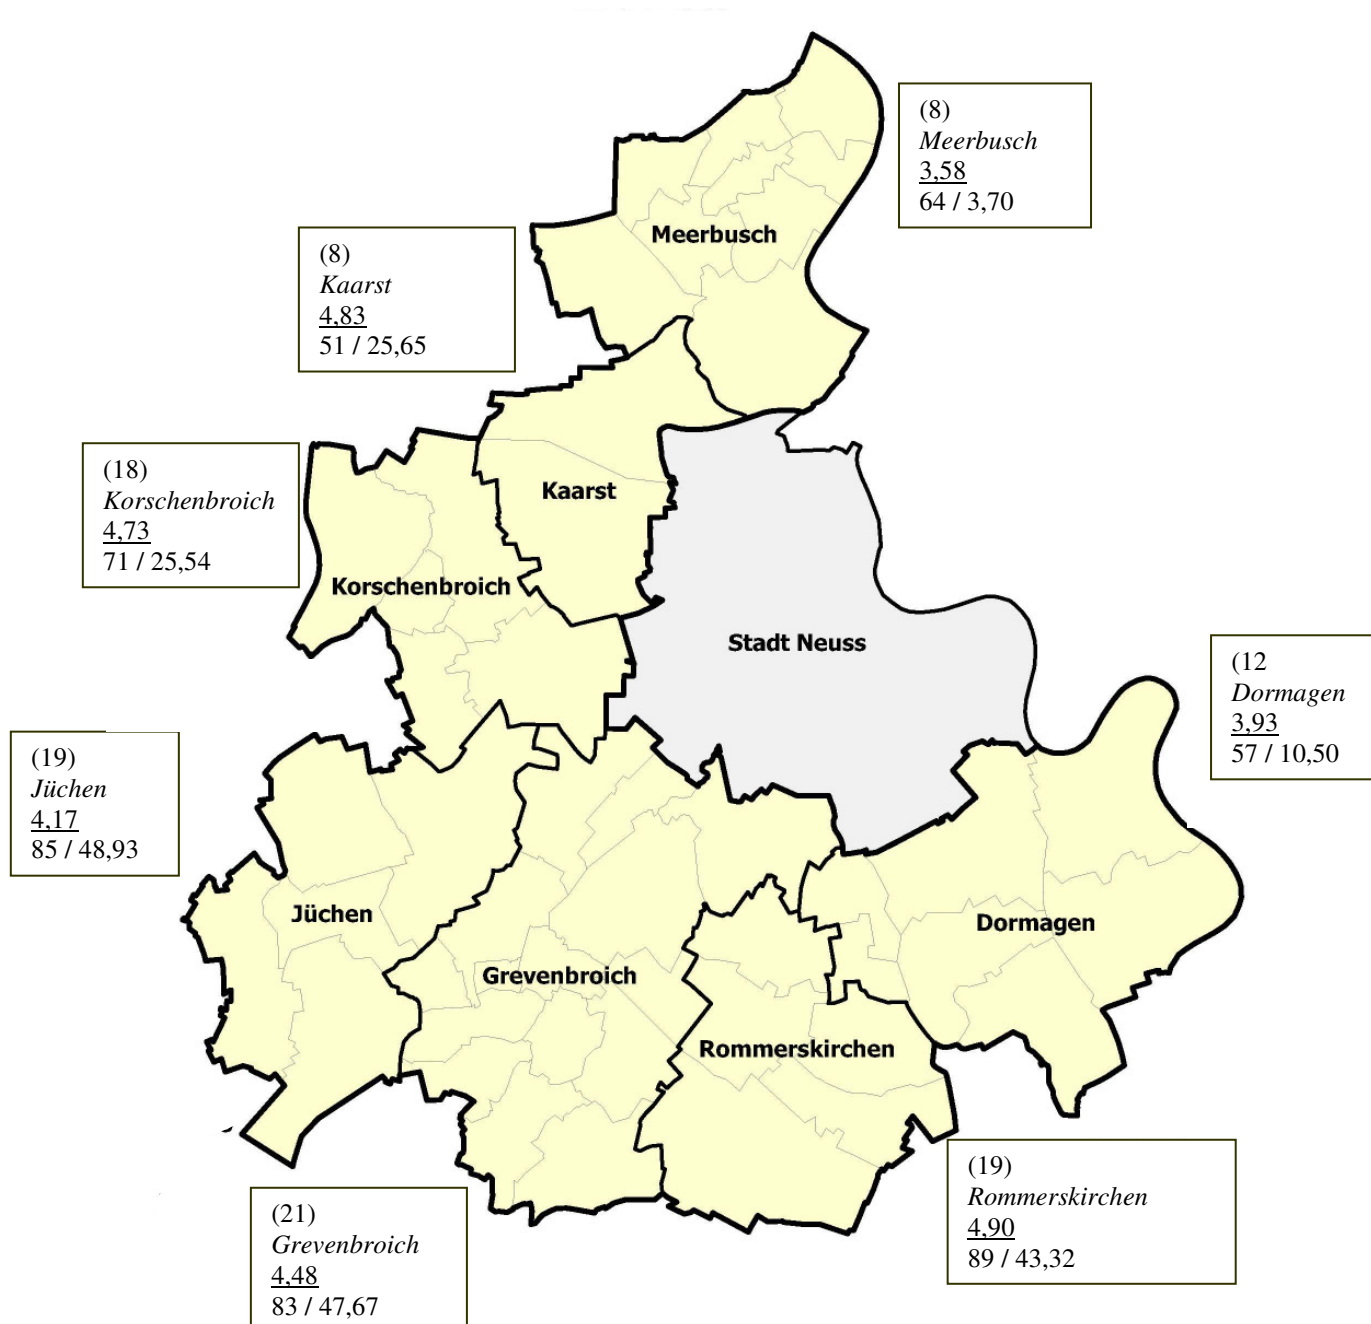 (8)
Meerbusch
3,58
64 / 3,70
Meerbusch
(8)
Kaarst
4,83
51 / 25,65
(18)
Korschenbroich
4,73
71 / 25,54
Kaarst
Korschenbroich
Stadt Neuss
(12
Dormagen
3,93
57 / 10,50
(19)
Jüchen
4,17
85 / 48,93
Jüchen
Dormagen
Grevenbroich
Rommerskirchen
(19)
Rommerskirchen
4,90
89 / 43,32
(21)
Grevenbroich
4,48
83 / 47,67